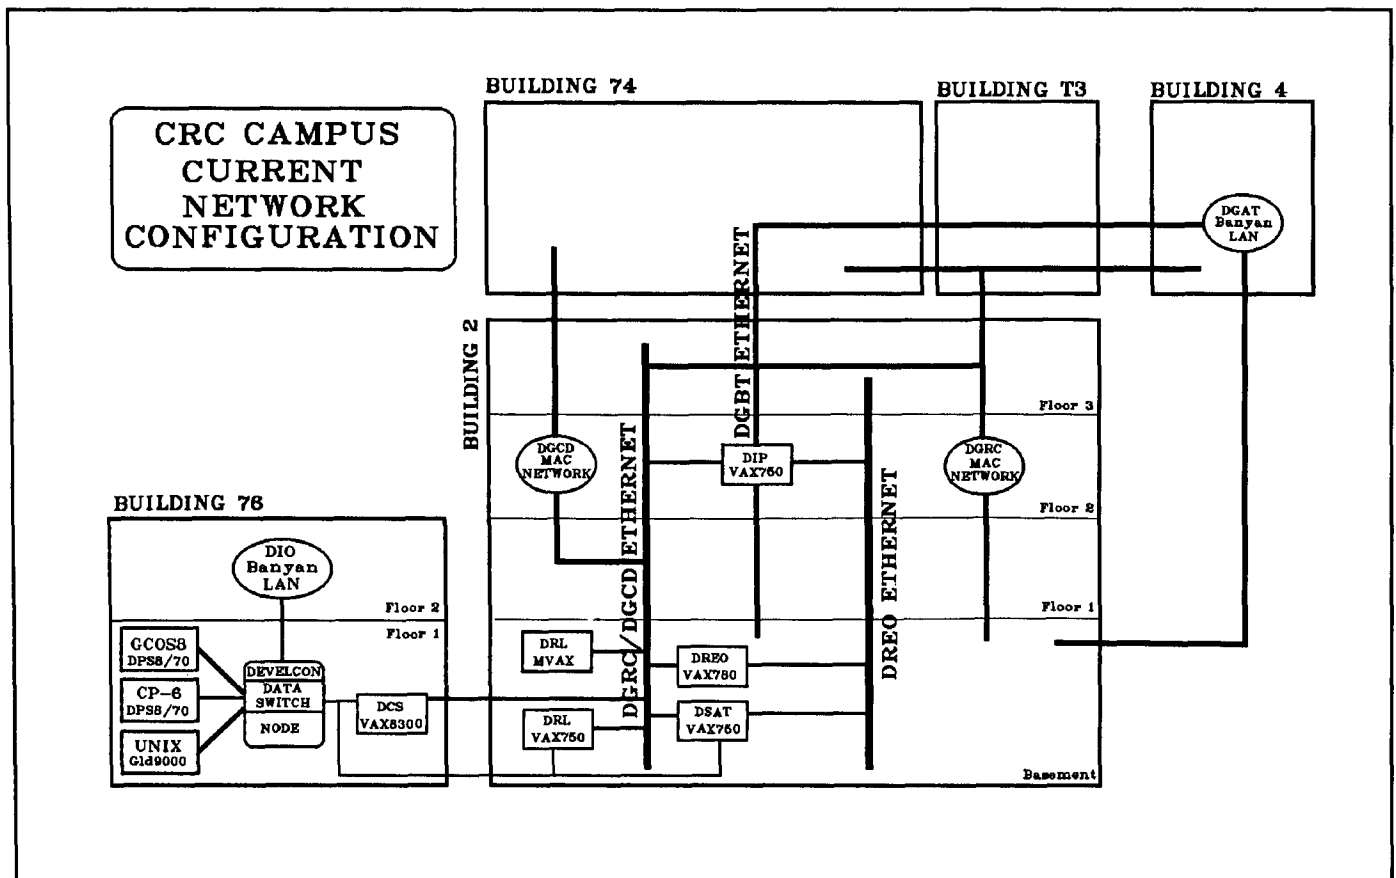 CRC CAMPUS
CURRENT
NETWORK
CONFIGURATION
BUILDING 74
BUILDING T3
BUILDING 4
DGAT
Banyan
LAN
BUILDING 2
DGBT ETHERNET
Floor 3
DGCD
MAC
NETWORK
DGRC/DGCD ETHERNET
DIP
VAX750
DREO ETHERNET
DGRC
MAC
NETWORK
Floor 2
Floor 1
BUILDING 76
DIO
Banyan
LAN
Floor 2
Floor 1
GCOS8
DPS8/70
CP-6
DPS8/70
UNIX
Gld9000
DEVELCON
DATA
SWITCH
NODE
DCS
VAX8300
DRL
MVAX
DREO
VAX780
DRL
VAX750
DSAT
VAX750
Basement